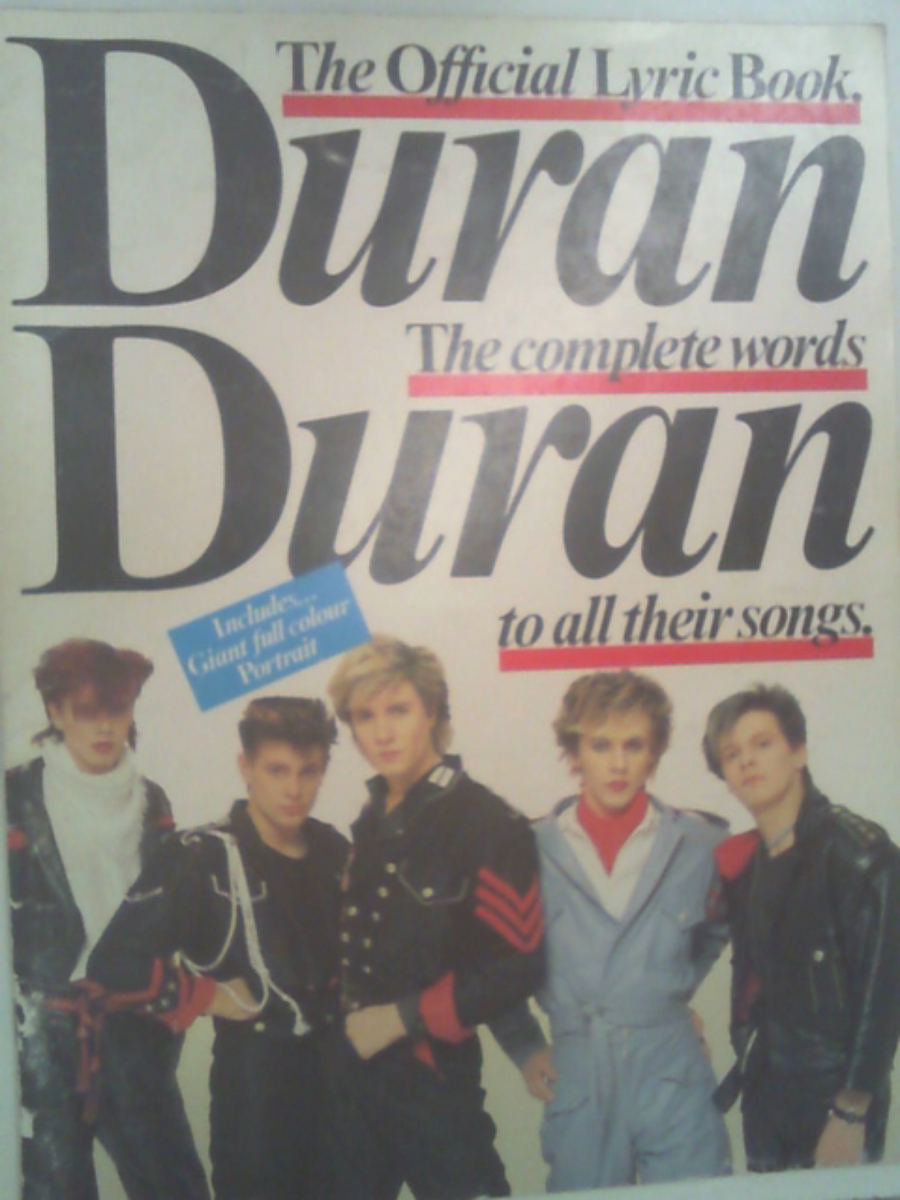 The Official Lyric Book.
Duran
The complete words
Duran
to all their songs.
Includes...
Giant full colour
Portrait